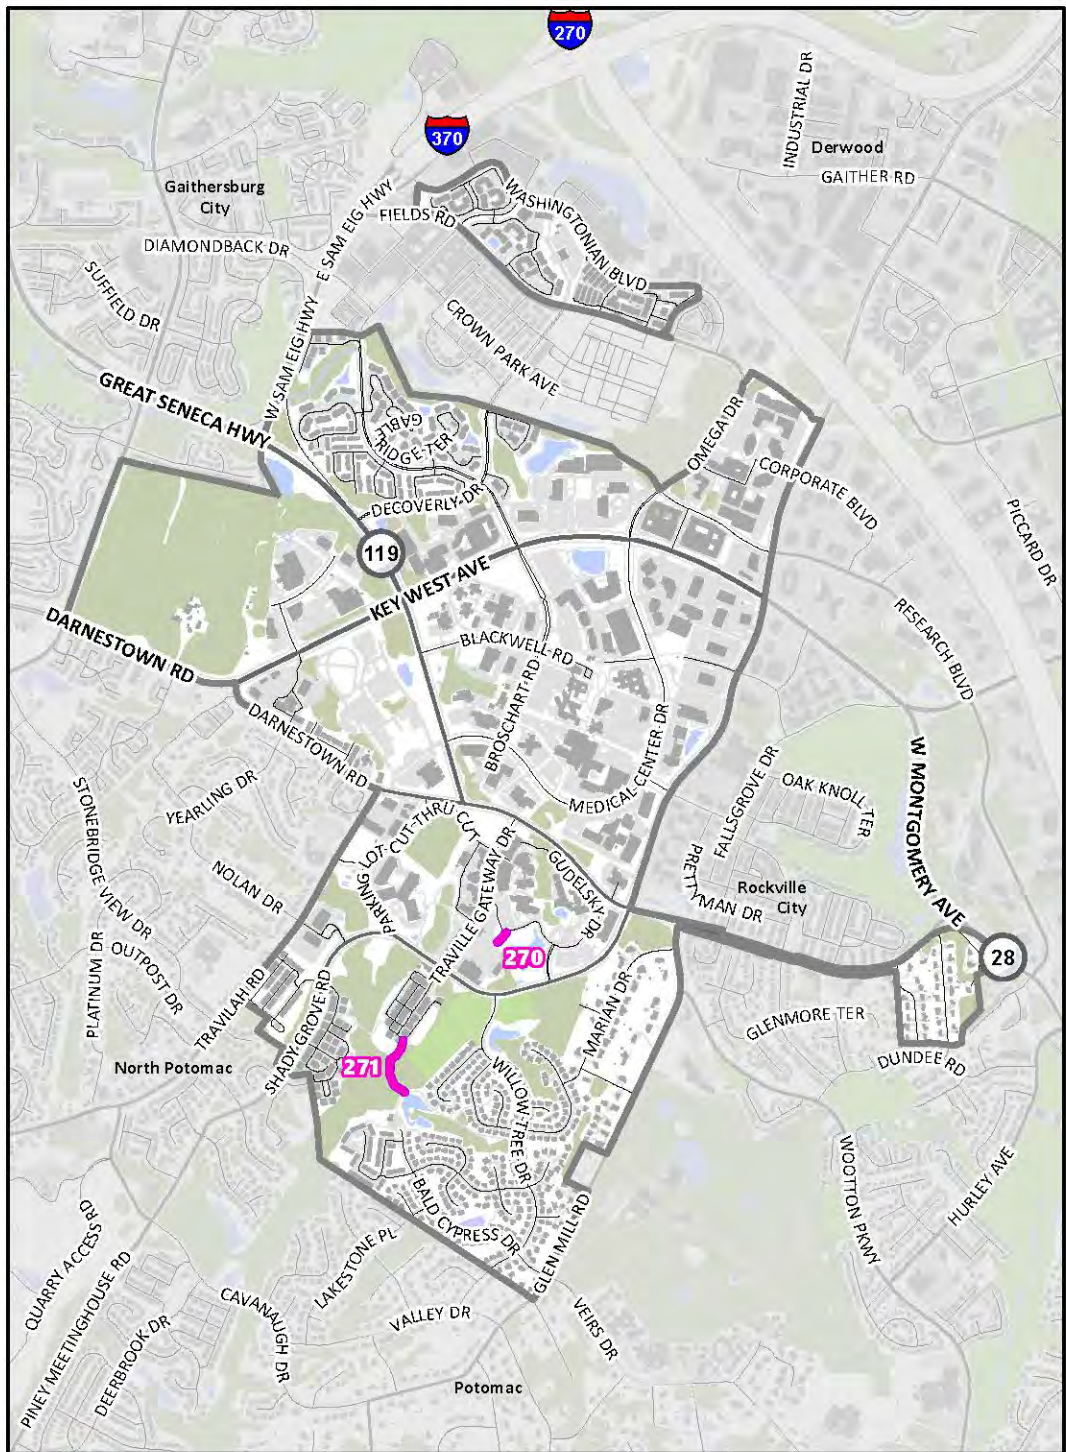 270
370
INDUSTRIAL DR
Derwood
GAITHER RD
Gaithersburg
City
WASHINGTONIAN BLVD
FIELDS RD
E SAM EIG HWY
DIAMONDBACK DR
SUFFIELD DR
W SAM EIG HWY
CROWN PARK AVE
GREAT SENECA HWY
GABLE
RIDGE TER
OMEGA DR
CORPORATE BLVD
DECOVERLY DR
PICCARD DR
119
KEY WEST AVE
DARNESTOWN RD
BLACKWELL RD
RESEARCH BLVD
BROSCHART RD
DARNESTOWN RD
MEDICAL CENTER DR
W MONTGOMERY AVE
FALLSGROVE DR
OAK KNOLL TER
YEARLING DR
STONEBRIDGE VIEW DR
PARKING LOT CUT-THRU CUT
TRAVILLE GATEWAY DR
GUDELSKY DR
PRETTYMAN DR
Rockville
City
NOLAN DR
PLATINUM DR
OUTPOST DR
TRAVILAH RD
SHADY GROVE RD
270
28
MARIAN DR
GLENMORE TER
DUNDEE RD
North Potomac
271
WILLOW TREE DR
BALD CYPRESS DR
GLEN MILL RD
WOOTTON PKWY
HURLEY AVE
QUARRY ACCESS RD
PINEY MEETINGHOUSE RD
DEERBROOK DR
CAVANAUGH DR
LAKESTONE PL
VALLEY DR
VEIRS DR
Potomac